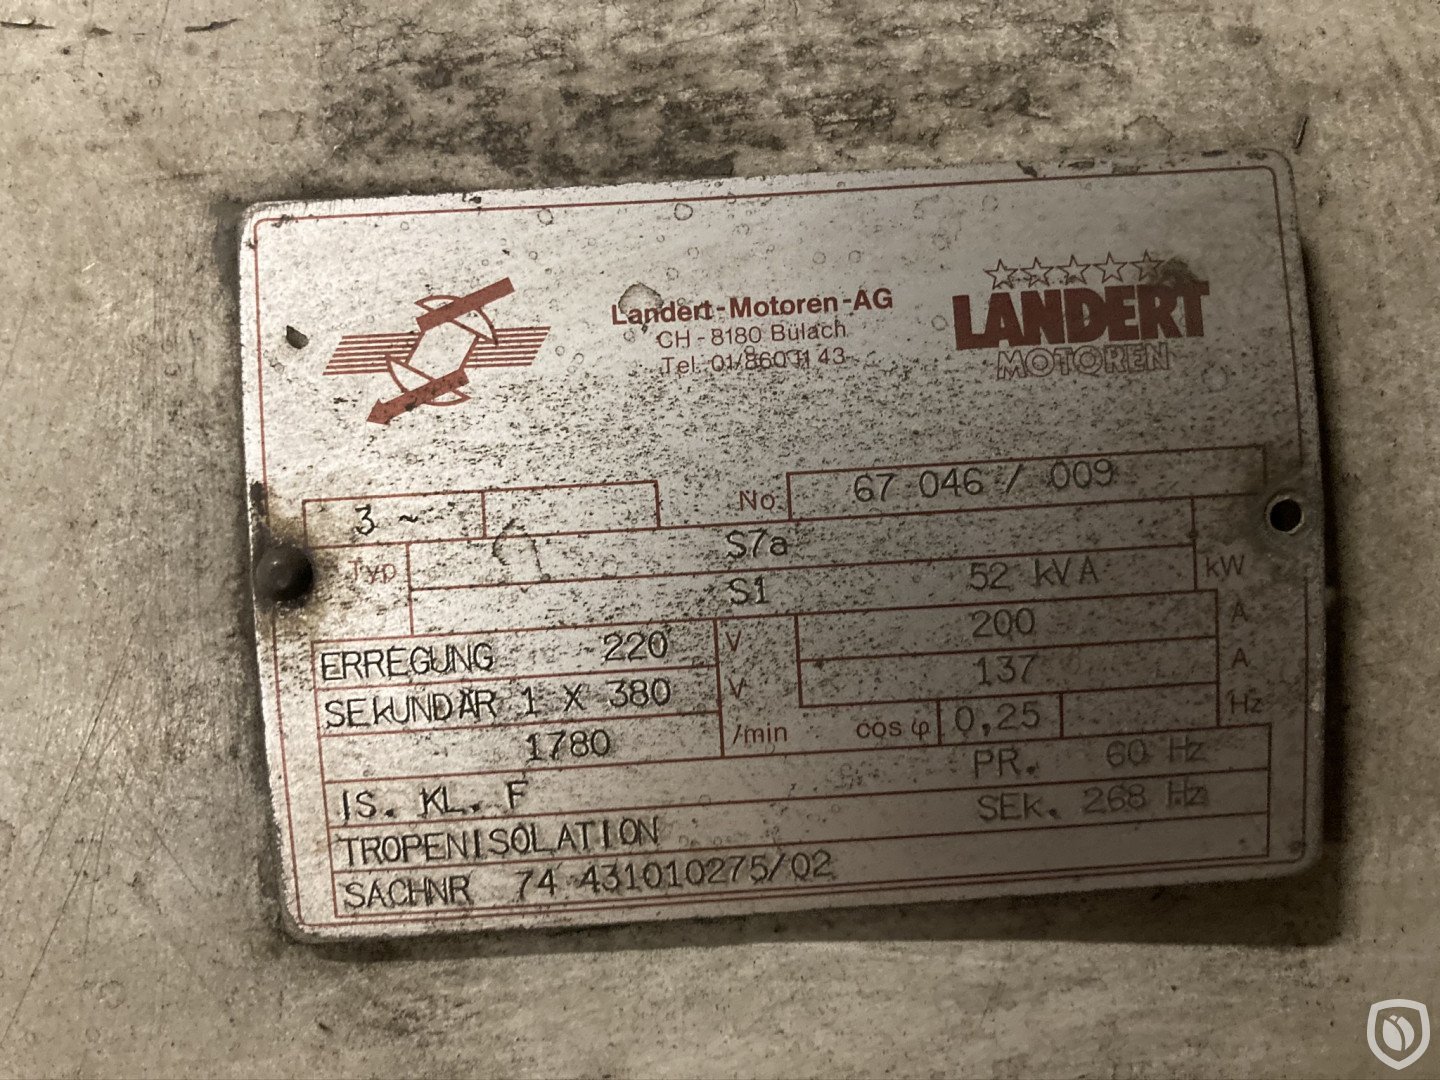 Landert-Motoren-AG
CH-8180 Bülach
Tel. 01/860 11 43
LANDERT
MOTOREN
3 ~ No. 67 046 / 009
Typ S7a
S1 52 kVA kW
ERREGUNG 220 V 200 A
SEKUNDÄR 1 X 380 V 137 A
1780 /min cos φ 0,25 Hz
IS. KL. F PR. 60 Hz
TROPENISOLATION SEK. 268 Hz
SACHNR 74 431010275/02